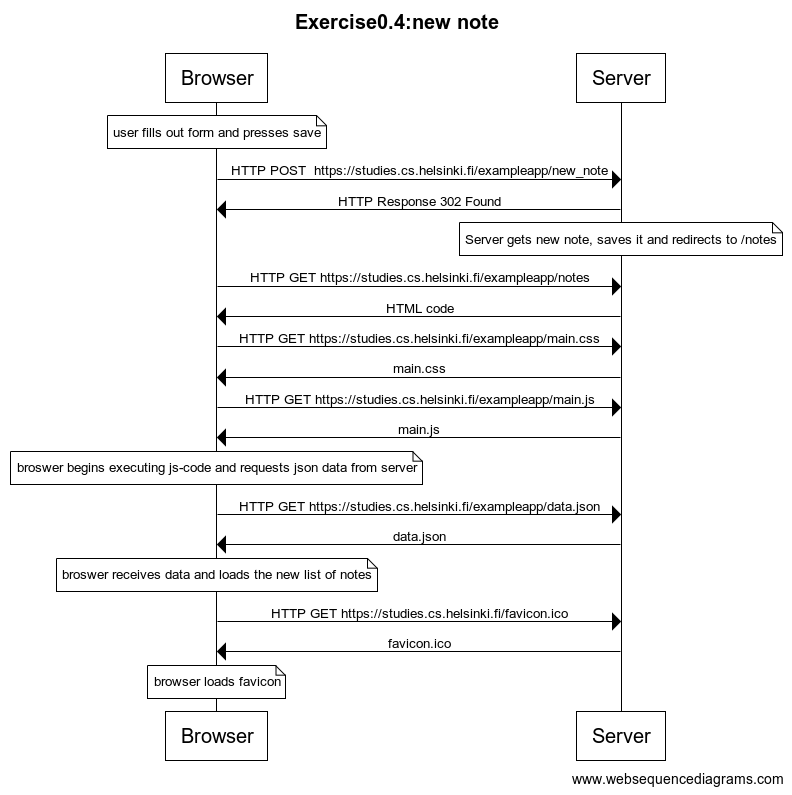 Exercise0.4:new note
Browser
Server
user fills out form and presses save
HTTP POST  https://studies.cs.helsinki.fi/exampleapp/new_note
HTTP Response 302 Found
Server gets new note, saves it and redirects to /notes
HTTP GET https://studies.cs.helsinki.fi/exampleapp/notes
HTML code
HTTP GET https://studies.cs.helsinki.fi/exampleapp/main.css
main.css
HTTP GET https://studies.cs.helsinki.fi/exampleapp/main.js
main.js
broswer begins executing js-code and requests json data from server
HTTP GET https://studies.cs.helsinki.fi/exampleapp/data.json
data.json
broswer receives data and loads the new list of notes
HTTP GET https://studies.cs.helsinki.fi/favicon.ico
favicon.ico
browser loads favicon
Browser
Server
www.websequencediagrams.com